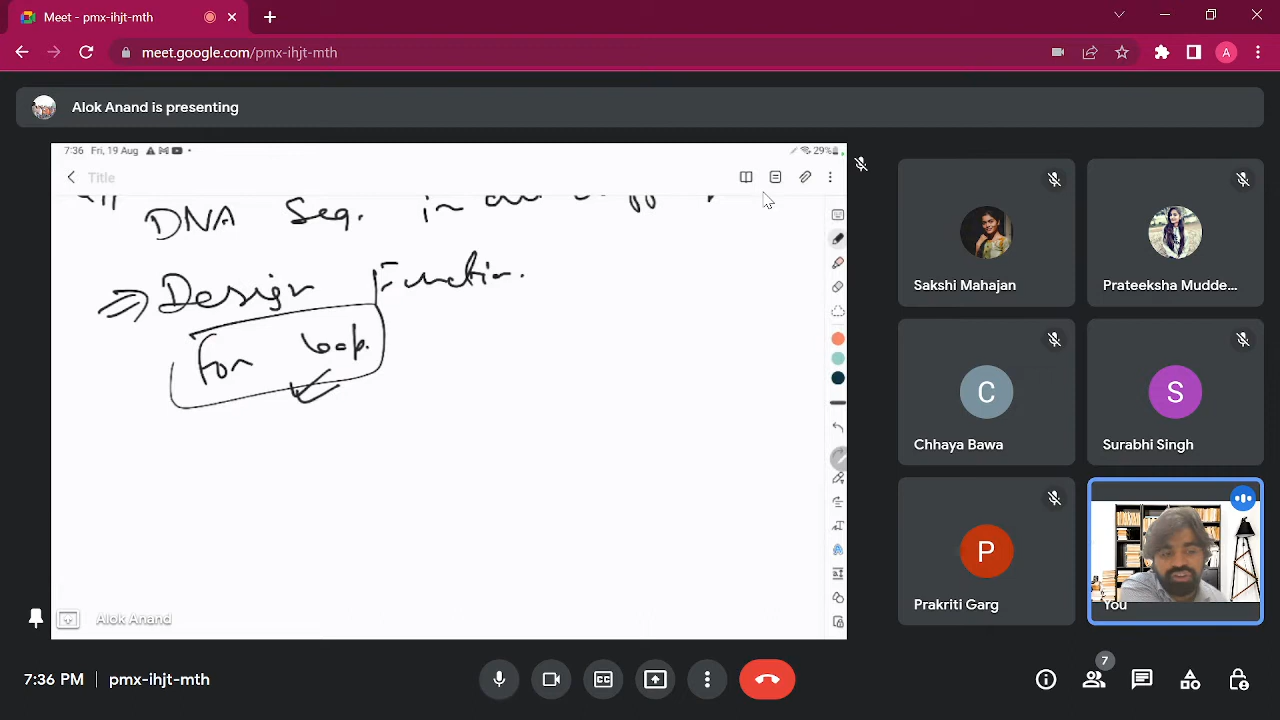 Meet - pmx-ihjt-mth
meet.google.com/pmx-ihjt-mth
A
Alok Anand is presenting
7:36 Fri, 19 Aug
29%
Title
DNA Seq. in
⇒ Design Function.
For loop.
Alok Anand
Sakshi Mahajan
Prateeksha Mudde...
C
Chhaya Bawa
S
Surabhi Singh
P
Prakriti Garg
You
7:36 PM | pmx-ihjt-mth
CC
7